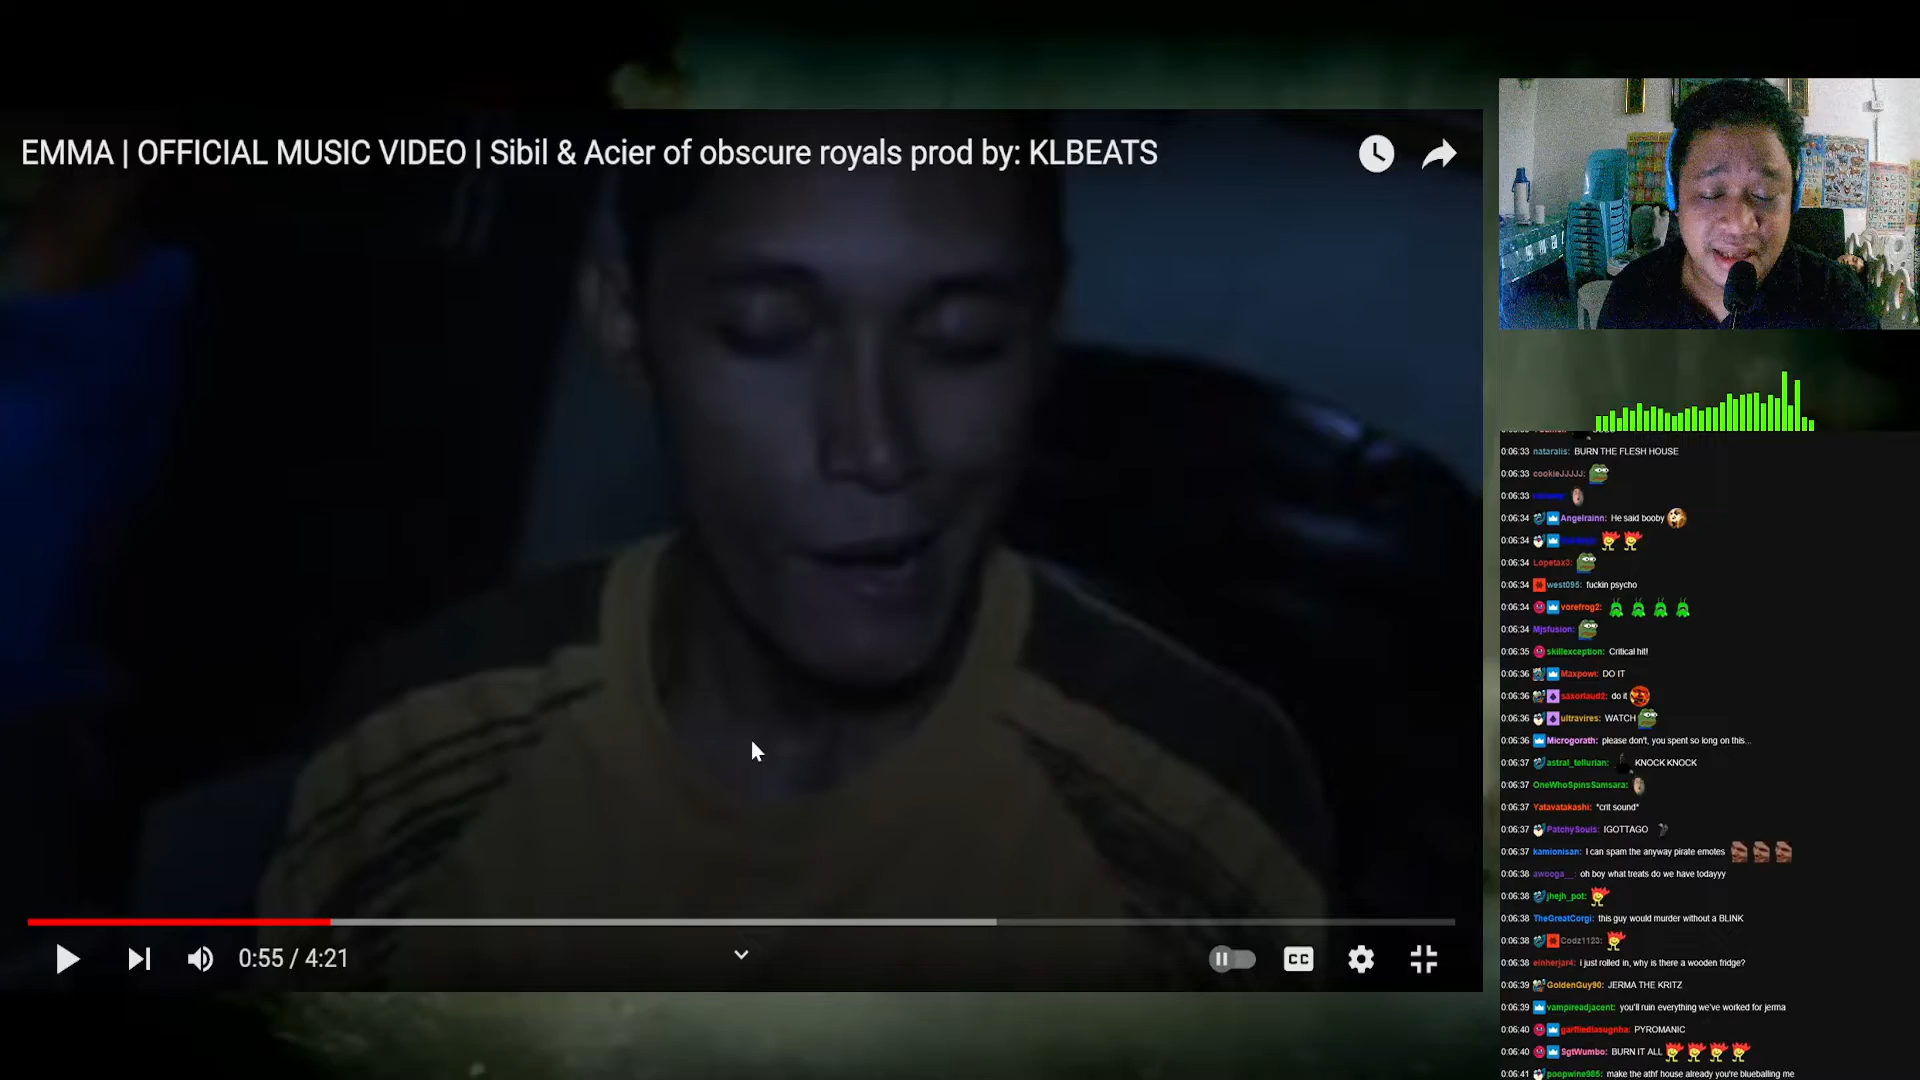 EMMA | OFFICIAL MUSIC VIDEO | Sibil & Acier of obscure royals prod by: KLBEATS
0:55 / 4:21
CC
0:06:33 nataralis: BURN THE FLESH HOUSE
0:06:33 cookieJJJJJ:
0:06:33
0:06:34 Angelrainn: He said booby
0:06:34
0:06:34 Lopetax3:
0:06:34 west095: fuckin psycho
0:06:34 vorefrog2:
0:06:34 Mjsfusion:
0:06:35 skillexception: Critical hit!
0:06:36 Maxpowi: DO IT
0:06:36 saxorlaud2: do it
0:06:36 ultravires: WATCH
0:06:36 Microgorath: please don't, you spent so long on this...
0:06:37 astral_tellurian: KNOCK KNOCK
0:06:37 OneWhoSpinsSamsara:
0:06:37 Yatavatakashi: *crit sound*
0:06:37 PatchySouls: IGOTTAGO
0:06:37 kamionisan: I can spam the anyway pirate emotes
0:06:38 awooga__: oh boy what treats do we have todayyy
0:06:38 jhejh_pot:
0:06:38 TheGreatCorgi: this guy would murder without a BLINK
0:06:38 Codz1123:
0:06:38 einherjar4: i just rolled in, why is there a wooden fridge?
0:06:39 GoldenGuy90: JERMA THE KRITZ
0:06:39 vampireadjacent: you'll ruin everything we've worked for jerma
0:06:40 garfliedlasugnha: PYROMANIC
0:06:40 SgtWumbo: BURN IT ALL
0:06:41 poopwine985: make the athf house already you're blueballing me